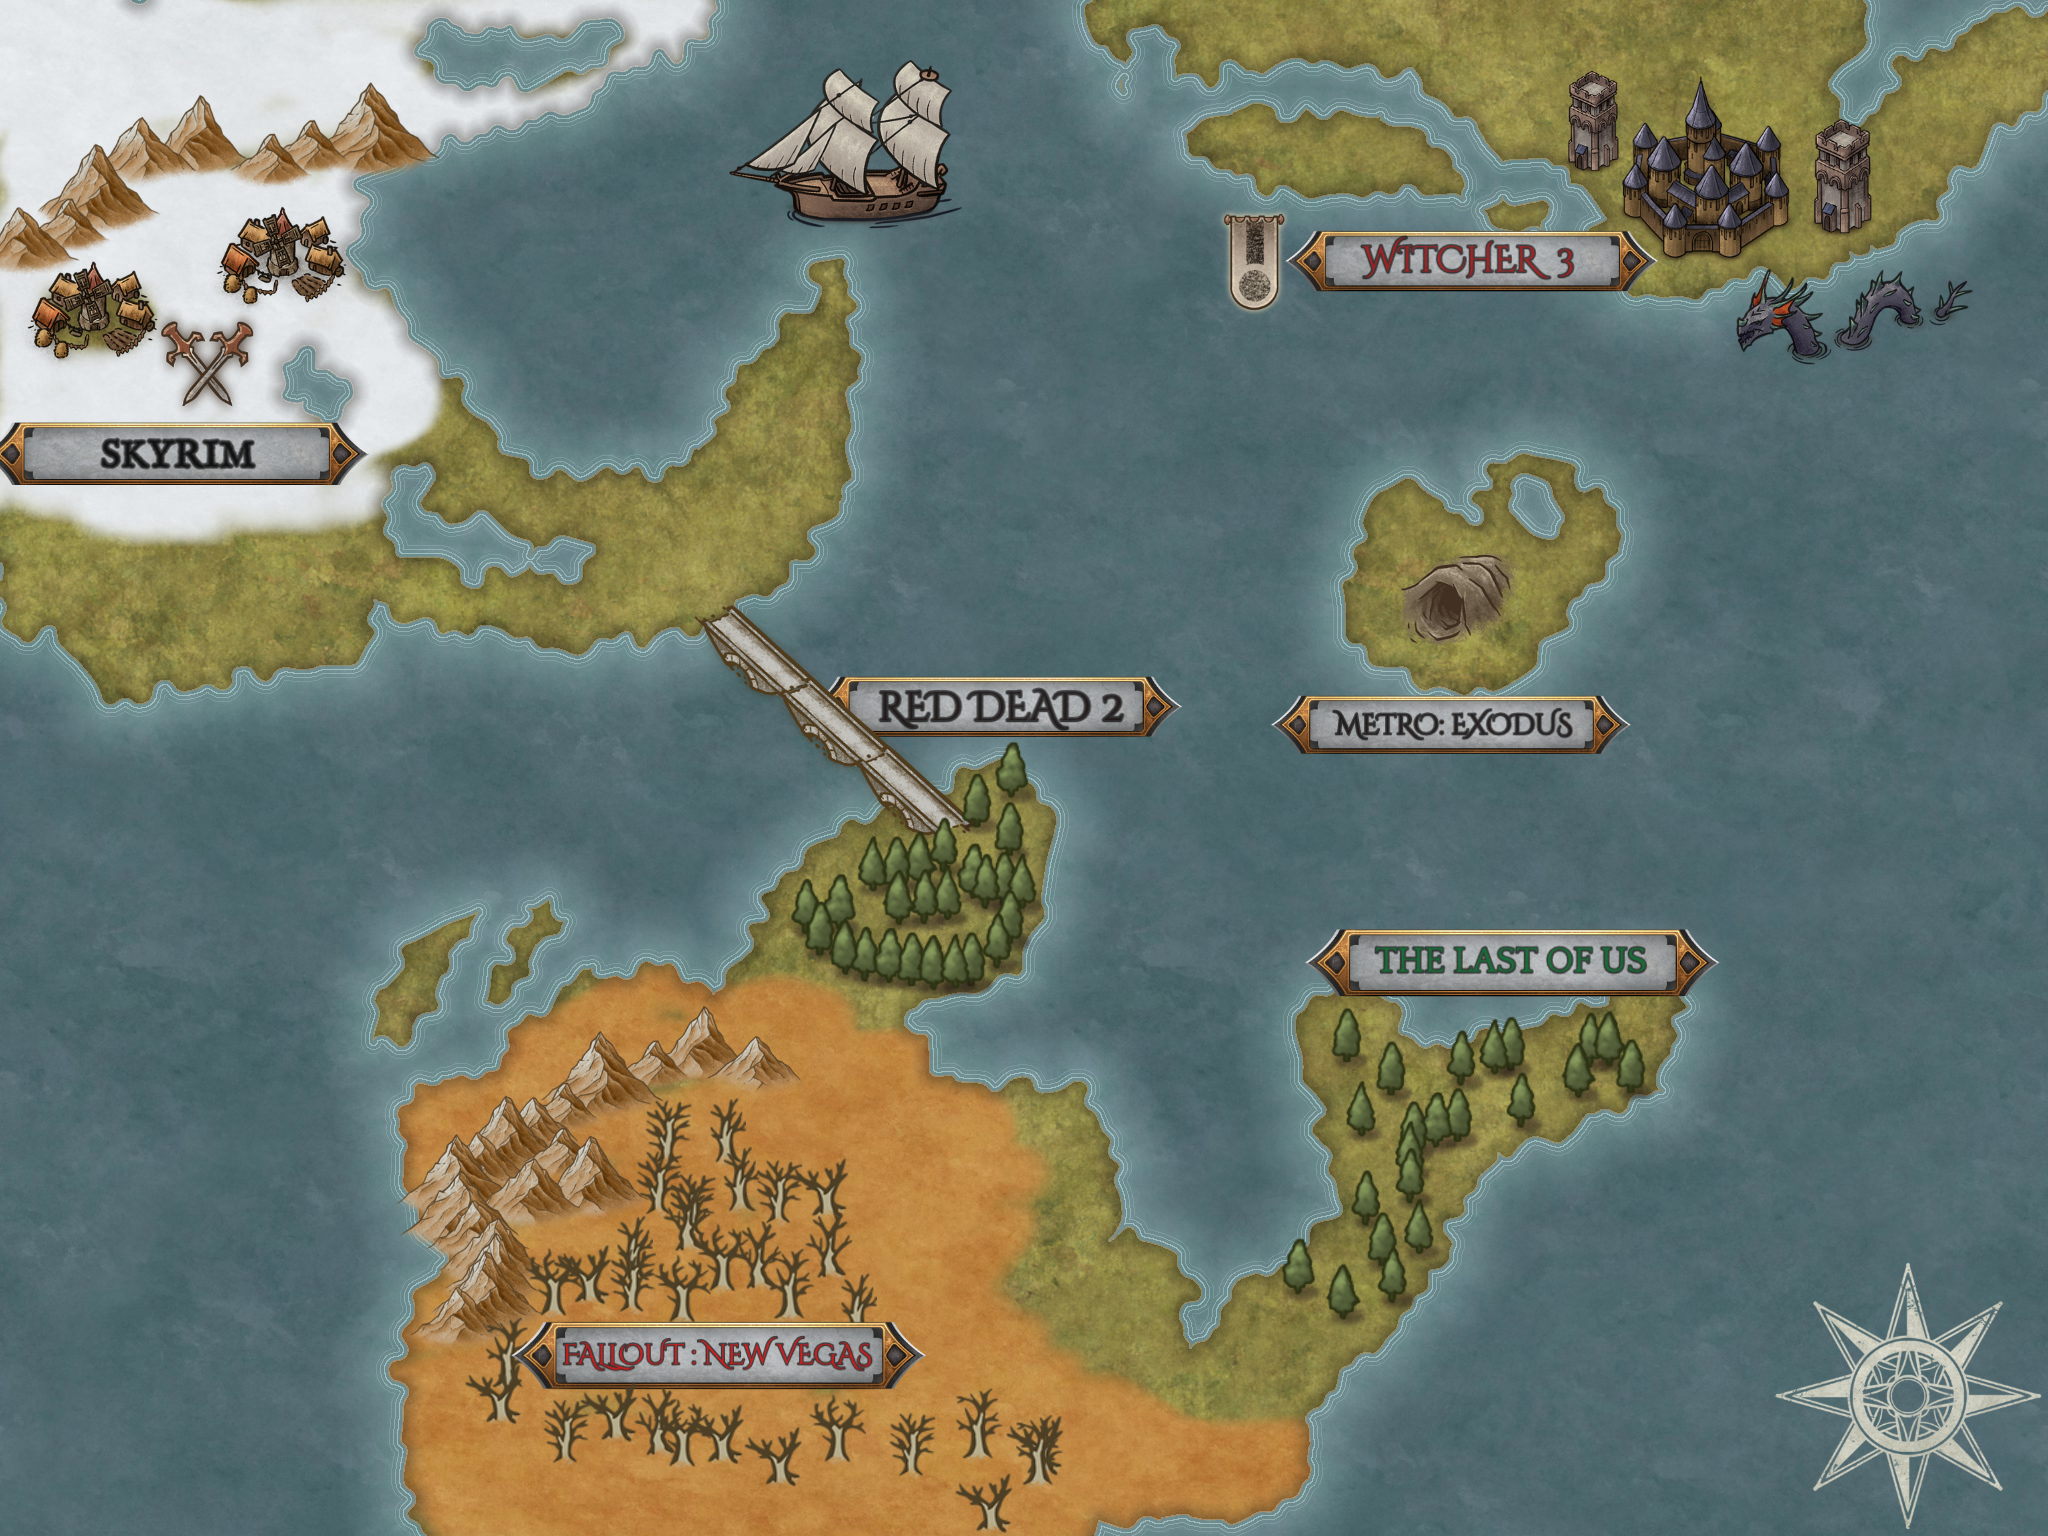 WITCHER 3
SKYRIM
RED DEAD 2
METRO: EXODUS
THE LAST OF US
FALLOUT : NEW VEGAS